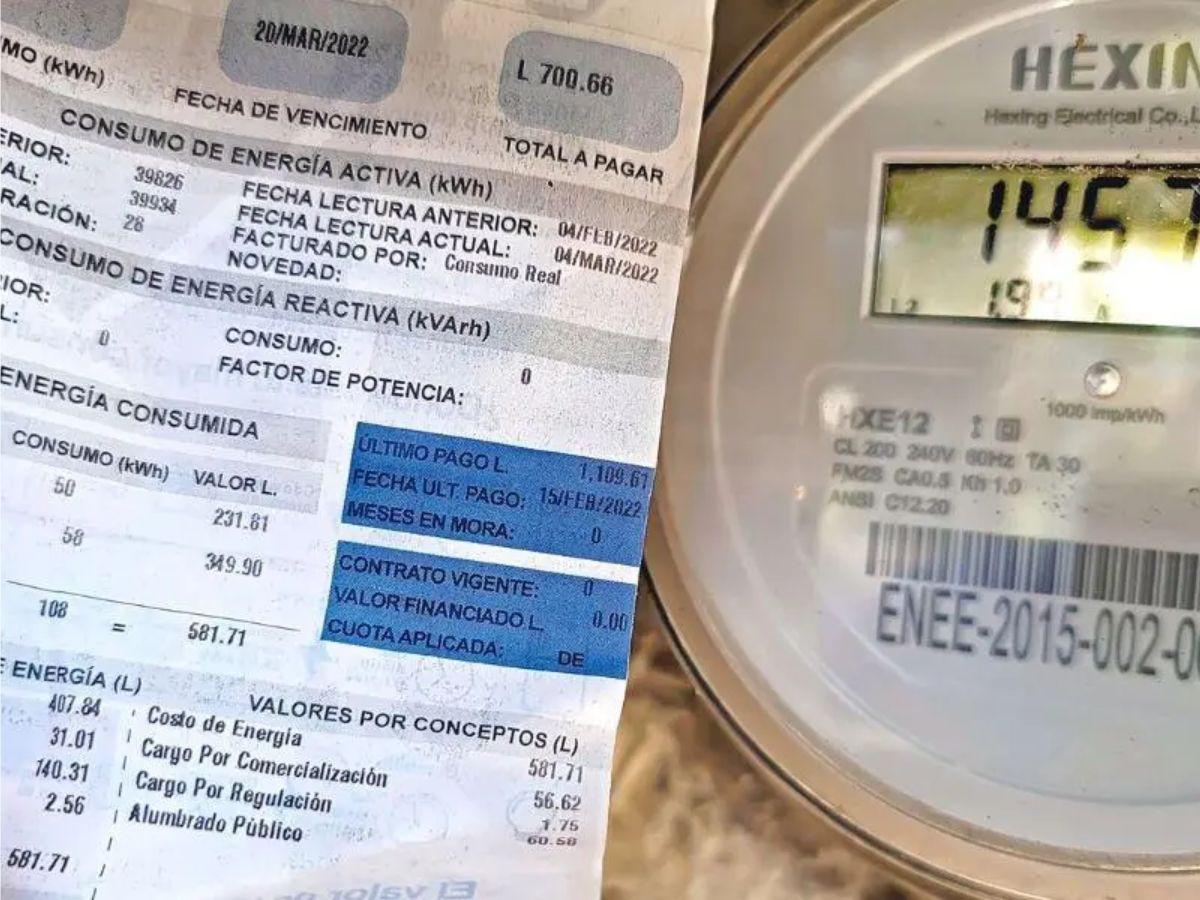 20/MAR/2022
L 700.66
MO (kWh)
FECHA DE VENCIMIENTO
TOTAL A PAGAR
CONSUMO DE ENERGÍA ACTIVA (kWh)
ERIOR: 39826 FECHA LECTURA ANTERIOR: 04/FEB/2022
AL: 39934 FECHA LECTURA ACTUAL: 04/MAR/2022
RACIÓN: 28 FACTURADO POR: Consumo Real
NOVEDAD:
CONSUMO DE ENERGÍA REACTIVA (kVArh)
IOR: CONSUMO: 0
L: 0 FACTOR DE POTENCIA:
ENERGÍA CONSUMIDA
CONSUMO (kWh) VALOR L.
50 231.81
58 349.90
108 = 581.71
ÚLTIMO PAGO L. 1,109.61
FECHA ULT. PAGO: 15/FEB/2022
MESES EN MORA: 0
CONTRATO VIGENTE: 0
VALOR FINANCIADO L. 0.00
CUOTA APLICADA: DE
E ENERGÍA (L) VALORES POR CONCEPTOS (L)
407.84 Costo de Energia 581.71
31.01 Cargo Por Comercialización 56.62
140.31 Cargo Por Regulación 1.75
2.56 Alumbrado Público 60.58
581.71
HEXIN
Hexing Electrical Co.,L
1457
L2
HXE12
1000 imp/kWh
CL 200 240V 60Hz TA 30
FM2S CA0.5 Kh 1.0
ANSI C12.20
ENEE-2015-002-0